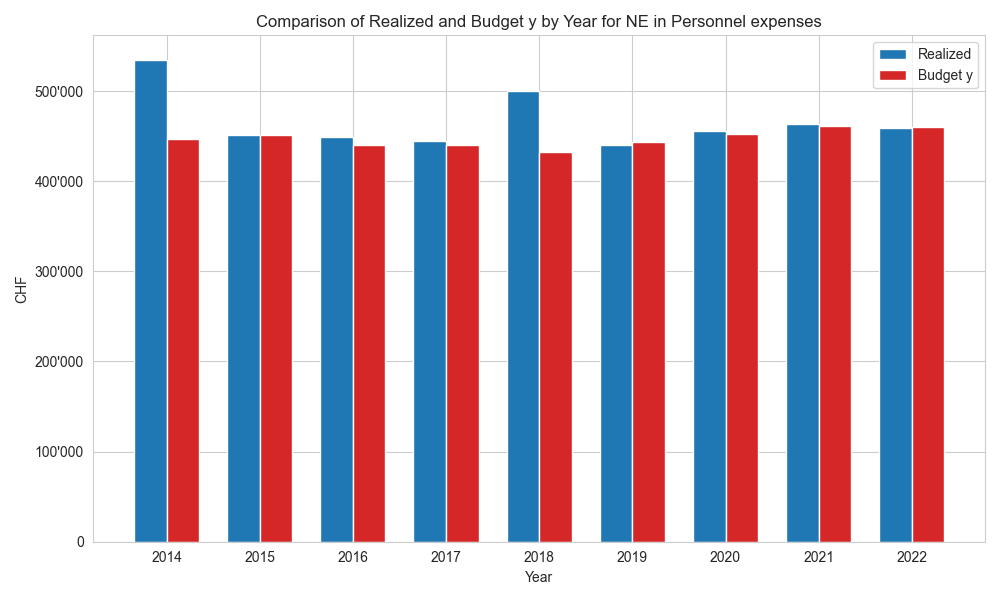 Comparison of Realized and Budget y by Year for NE in Personnel expenses
Realized
Budget y
CHF
500'000
400'000
300'000
200'000
100'000
0
2014 2015 2016 2017 2018 2019 2020 2021 2022
Year